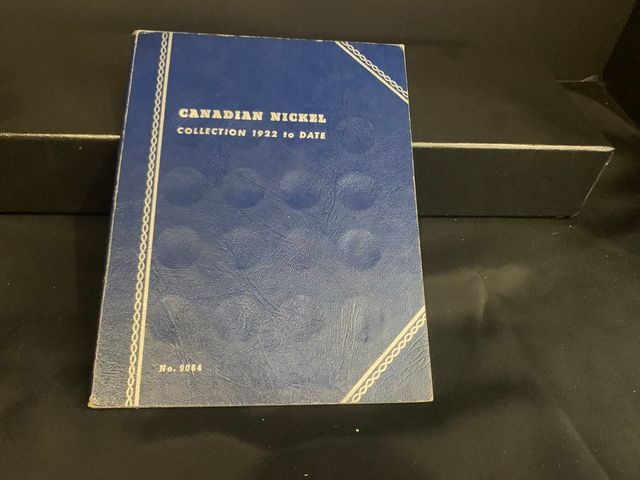 CANADIAN NICKEL
COLLECTION 1922 to DATE
No. 9064